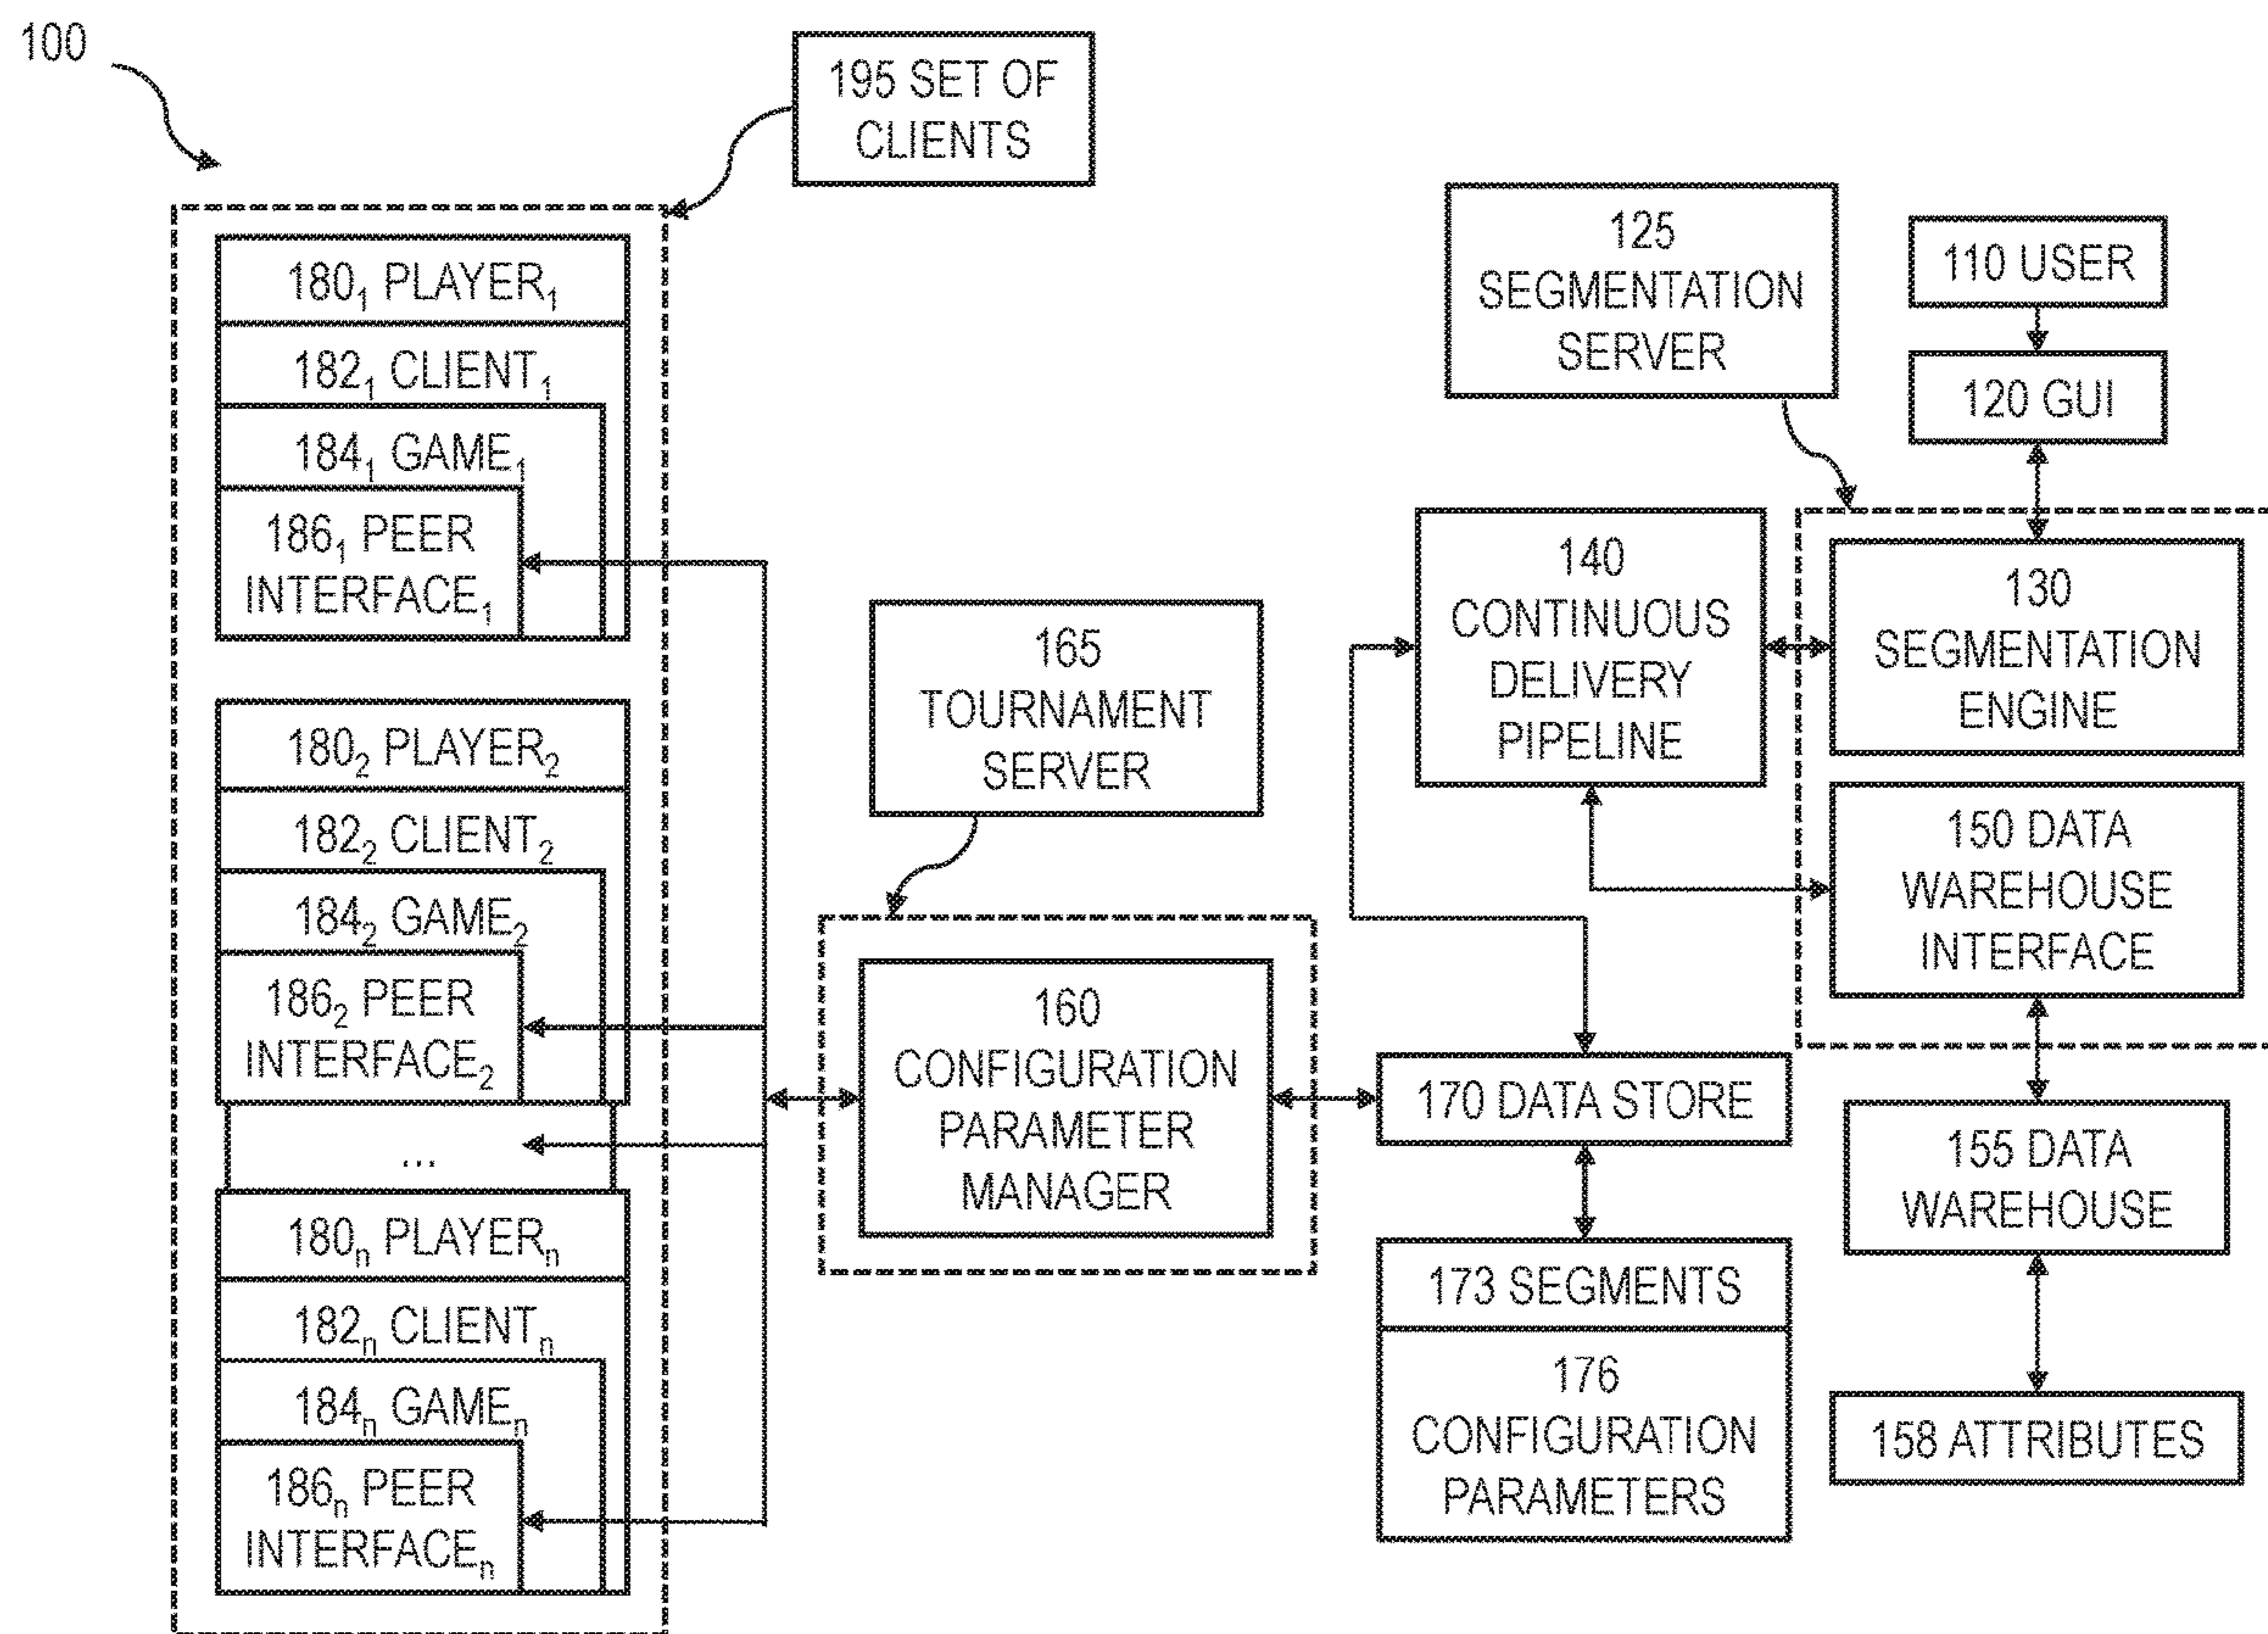 100
195 SET OF
CLIENTS
180₁ PLAYER₁
182₁ CLIENT₁
184₁ GAME₁
186₁ PEER
INTERFACE₁
180₂ PLAYER₂
182₂ CLIENT₂
184₂ GAME₂
186₂ PEER
INTERFACE₂
...
180ₙ PLAYERₙ
182ₙ CLIENTₙ
184ₙ GAMEₙ
186ₙ PEER
INTERFACEₙ
165
TOURNAMENT
SERVER
160
CONFIGURATION
PARAMETER
MANAGER
125
SEGMENTATION
SERVER
110 USER
120 GUI
140
CONTINUOUS
DELIVERY
PIPELINE
130
SEGMENTATION
ENGINE
150 DATA
WAREHOUSE
INTERFACE
170 DATA STORE
173 SEGMENTS
176
CONFIGURATION
PARAMETERS
155 DATA
WAREHOUSE
158 ATTRIBUTES